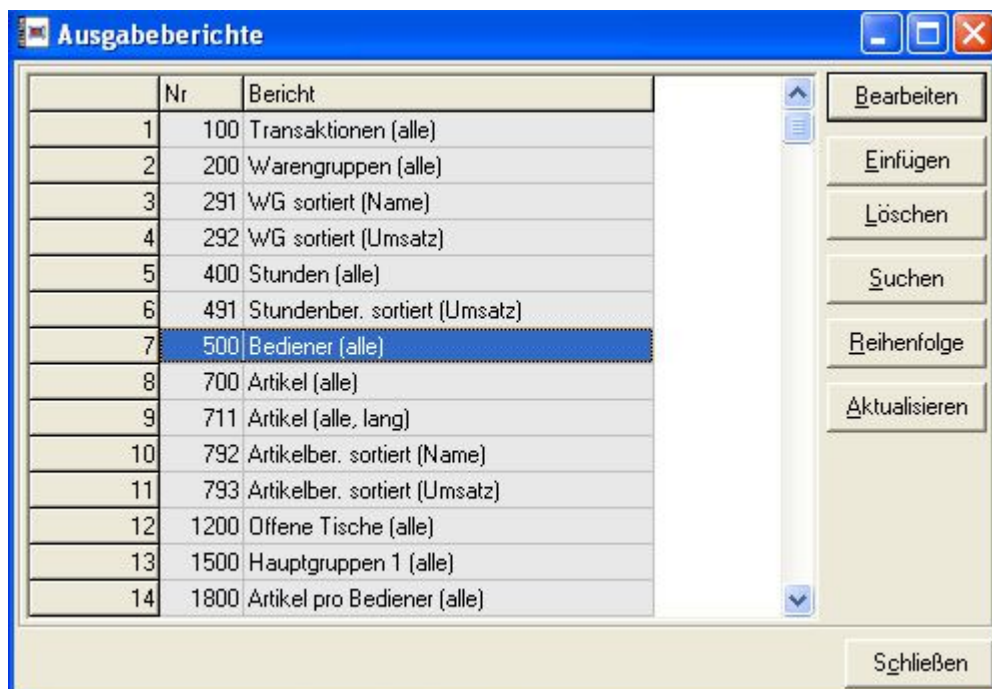 Ausgabeberichte
Nr Bericht
1 100 Transaktionen (alle)
2 200 Warengruppen (alle)
3 291 WG sortiert (Name)
4 292 WG sortiert (Umsatz)
5 400 Stunden (alle)
6 491 Stundenber. sortiert (Umsatz)
7 500 Bediener (alle)
8 700 Artikel (alle)
9 711 Artikel (alle, lang)
10 792 Artikelber. sortiert (Name)
11 793 Artikelber. sortiert (Umsatz)
12 1200 Offene Tische (alle)
13 1500 Hauptgruppen 1 (alle)
14 1800 Artikel pro Bediener (alle)
Bearbeiten
Einfügen
Löschen
Suchen
Reihenfolge
Aktualisieren
Schließen